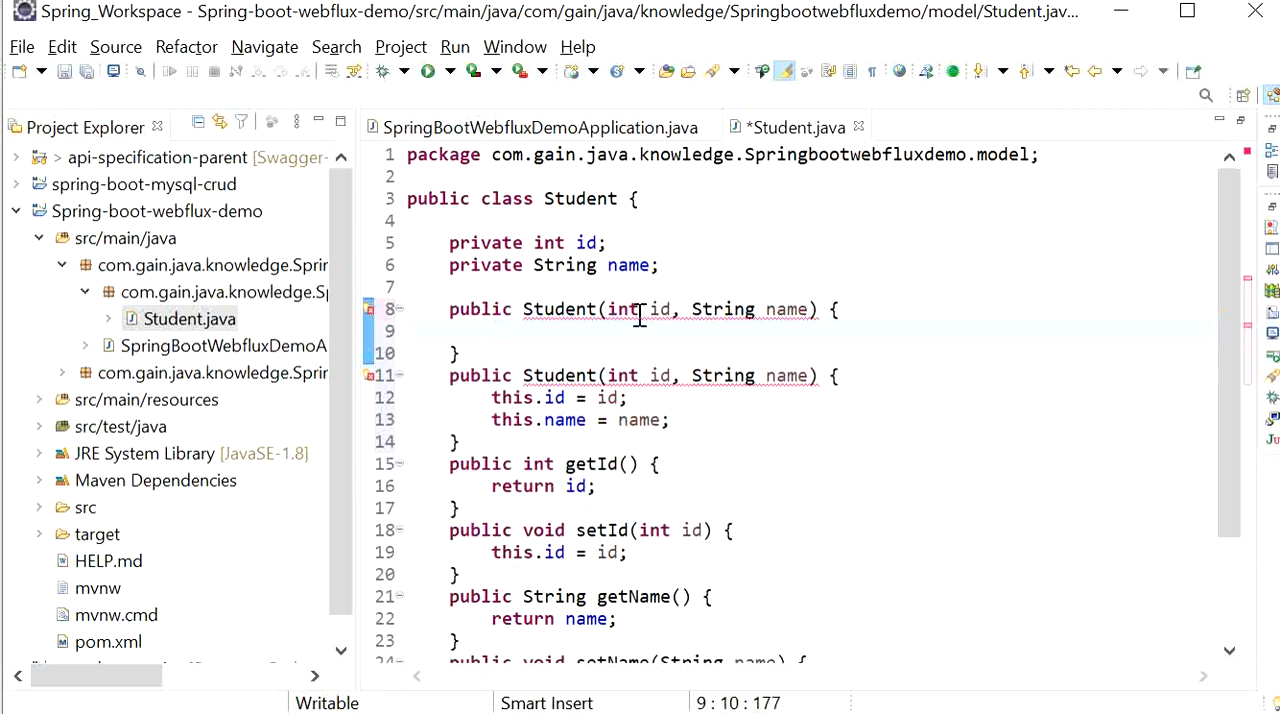 Spring_Workspace - Spring-boot-webflux-demo/src/main/java/com/gain/java/knowledge/Springbootwebfluxdemo/model/Student.jav...
File Edit Source Refactor Navigate Search Project Run Window Help
Project Explorer
SpringBootWebfluxDemoApplication.java
*Student.java
> api-specification-parent [Swagger-
spring-boot-mysql-crud
Spring-boot-webflux-demo
src/main/java
com.gain.java.knowledge.Sprir
com.gain.java.knowledge.Sp
Student.java
SpringBootWebfluxDemoA
com.gain.java.knowledge.Sprir
src/main/resources
src/test/java
JRE System Library [JavaSE-1.8]
Maven Dependencies
src
target
HELP.md
mvnw
mvnw.cmd
pom.xml
1 package com.gain.java.knowledge.Springbootwebfluxdemo.model;
2
3 public class Student {
4
5 private int id;
6 private String name;
7
8 public Student(int id, String name) {
9
10 }
11 public Student(int id, String name) {
12 this.id = id;
13 this.name = name;
14 }
15 public int getId() {
16 return id;
17 }
18 public void setId(int id) {
19 this.id = id;
20 }
21 public String getName() {
22 return name;
23 }
24 public void setName(String name) {
Writable Smart Insert 9 : 10 : 177